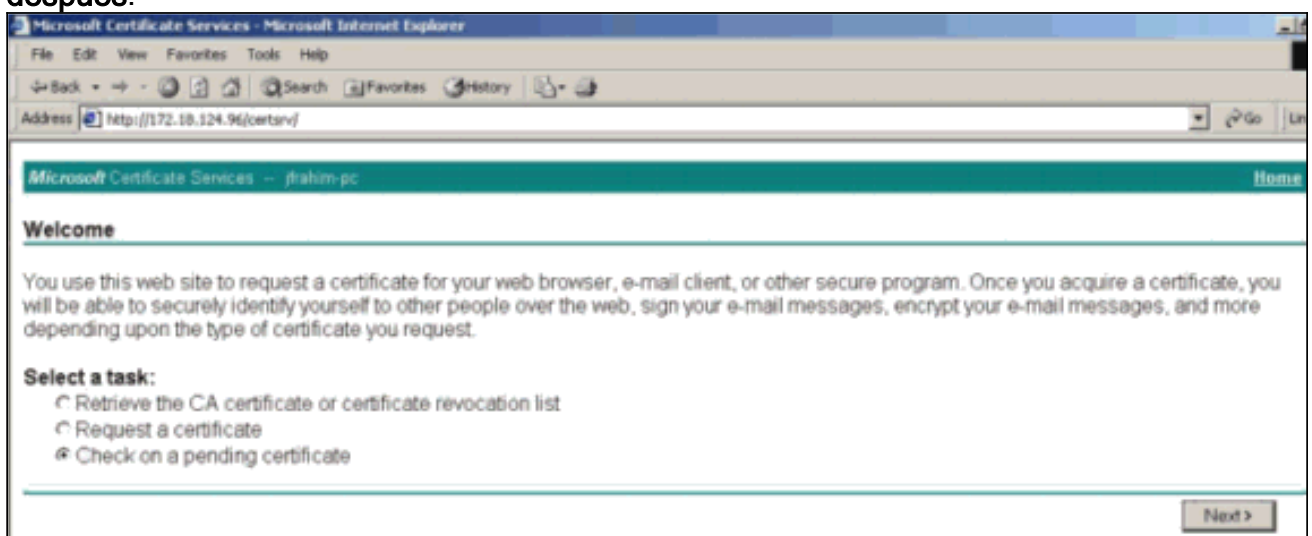 después.
Microsoft Certificate Services - Microsoft Internet Explorer
File Edit View Favorites Tools Help
Back Search Favorites History
Address http://172.18.124.96/certsrv/ Go
Microsoft Certificate Services -- jfrahim-pc Home
Welcome
You use this web site to request a certificate for your web browser, e-mail client, or other secure program. Once you acquire a certificate, you
will be able to securely identify yourself to other people over the web, sign your e-mail messages, encrypt your e-mail messages, and more
depending upon the type of certificate you request.
Select a task:
Retrieve the CA certificate or certificate revocation list
Request a certificate
Check on a pending certificate
Next >